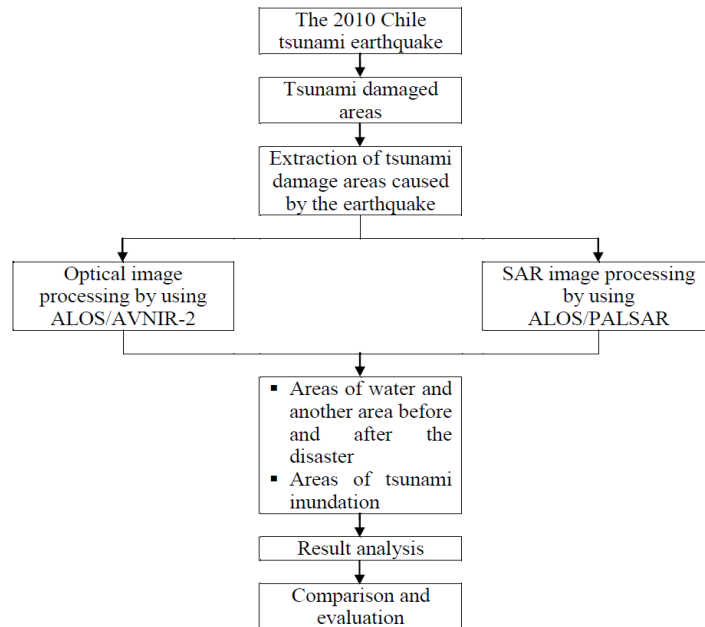 The 2010 Chile
tsunami earthquake
Tsunami damaged
areas
Extraction of tsunami
damage areas caused
by the earthquake
Optical image
processing by using
ALOS/AVNIR-2
SAR image processing
by using
ALOS/PALSAR
▪ Areas of water and
another area before
and after the
disaster
▪ Areas of tsunami
inundation
Result analysis
Comparison and
evaluation